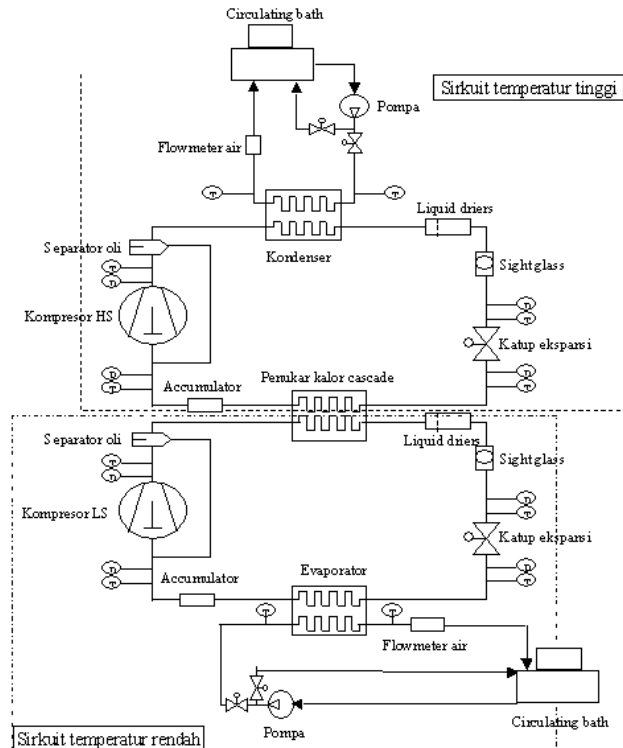 Circulating bath
Sirkuit temperatur tinggi
Pompa
Flowmeter air
T
T
Liquid driers
Separator oli
Kondenser
Sightglass
Kompresor HS
Katup ekspansi
Penukar kalor cascade
Accumulator
Liquid driers
Separator oli
Sightglass
Kompresor LS
Katup ekspansi
Evaporator
Accumulator
T
T
Flowmeter air
Pompa
Circulating bath
Sirkuit temperatur rendah